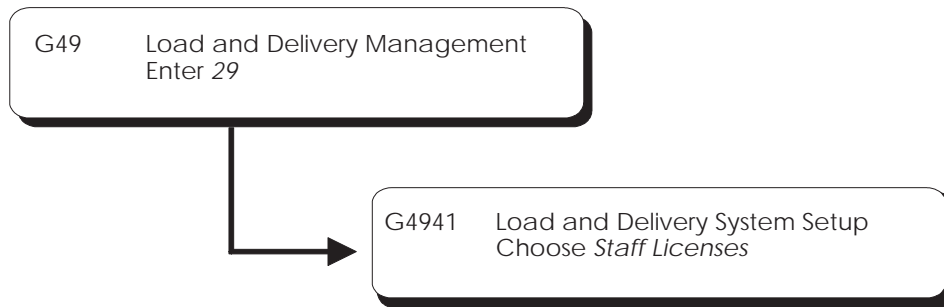 G49 Load and Delivery Management
Enter 29
G4941 Load and Delivery System Setup
Choose Staff Licenses